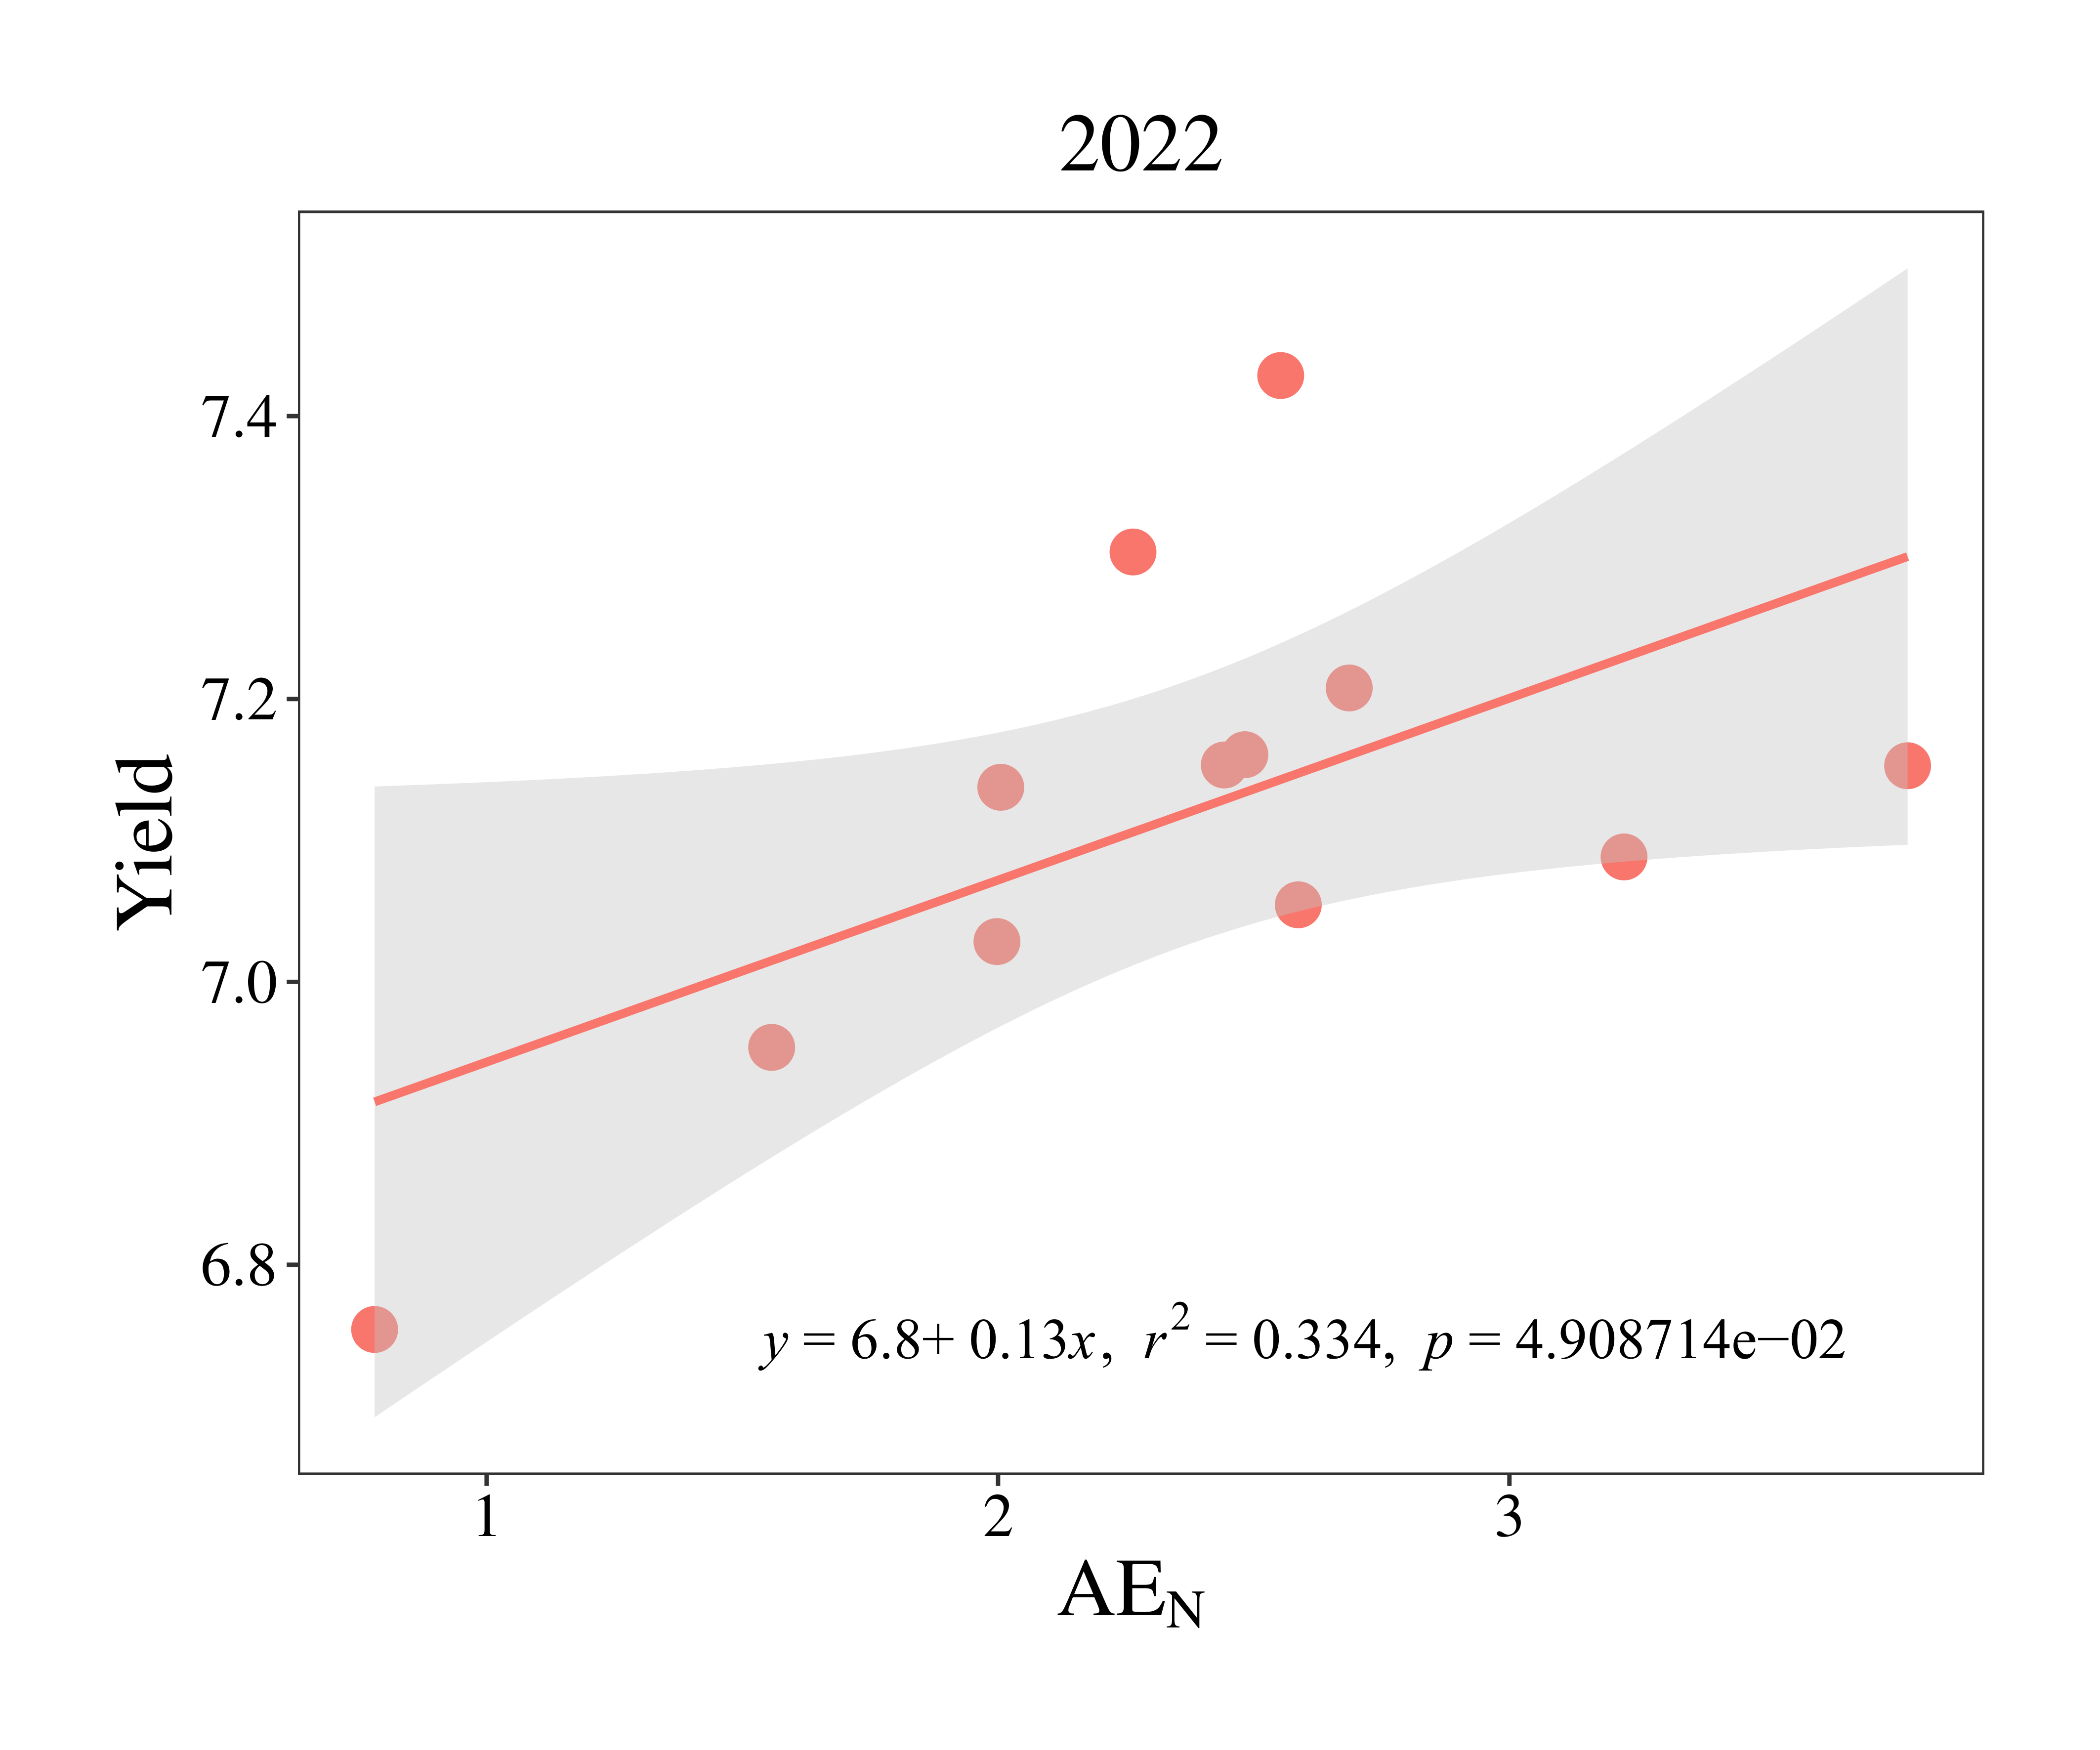 2022
7.4
7.2
7.0
6.8
Yield
y = 6.8+ 0.13x, r² = 0.334, p = 4.908714e−02
1 2 3
AE_N